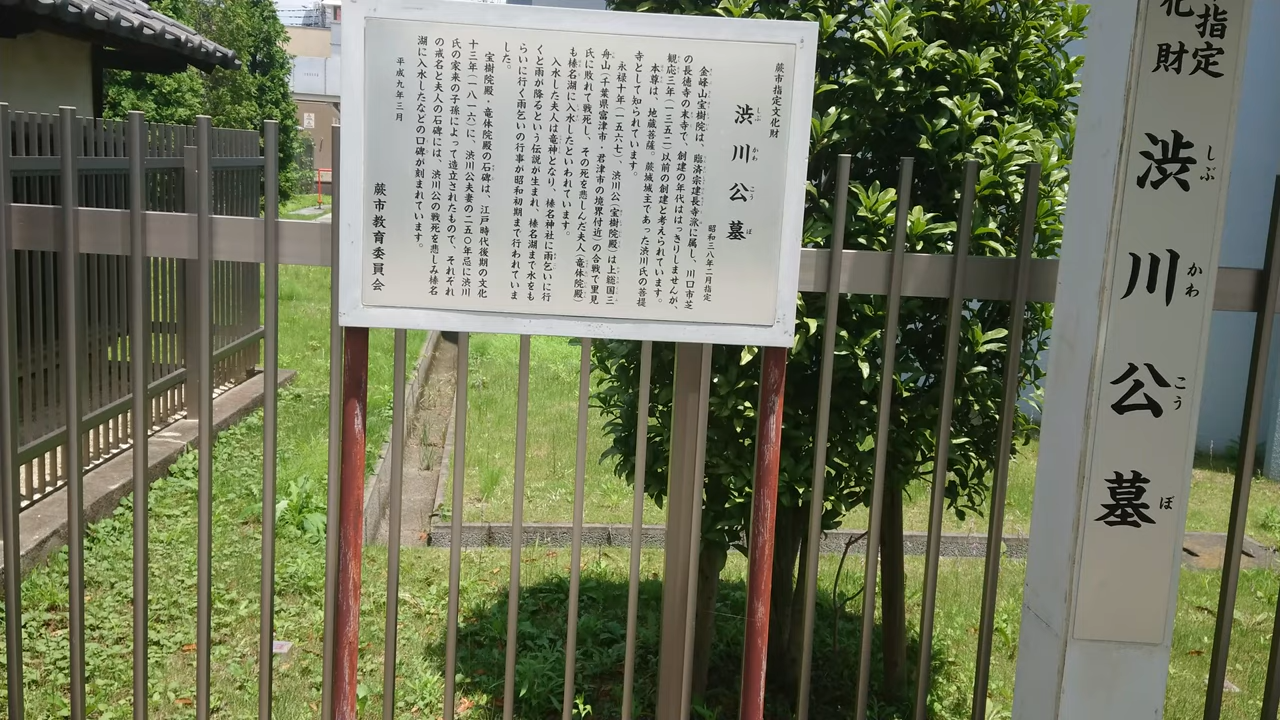 蕨市指定文化財
渋川公墓
しぶかわこうぼ
昭和三八年二月指定
金峰山宝樹院は、臨済宗建長寺派に属し、川口市芝
の長徳寺の末寺で、創建の年代ははっきりしませんが、
観応三年(一三五二)以前の創建と考えられています。
本尊は、地蔵菩薩。蕨城城主であった渋川氏の菩提
寺として知られています。
永禄十年(一五六七)、渋川公(宝樹院殿)は上総国三
舟山(千葉県富津市・君津市の境界付近)の合戦で里見
氏に敗れて戦死し、その死を悲しんだ夫人(竜体院殿)
も榛名湖に入水したといわれています。
入水した夫人は竜神となり、榛名神社に雨乞いに行
くと雨が降るという伝説が生まれ、榛名湖まで水をも
らいに行く雨乞いの行事が昭和初期まで行われていま
した。
宝樹院殿・竜体院殿の石碑は、江戸時代後期の文化
十三年(一八一六)に、渋川公夫妻の二五〇年忌に渋川
氏の家来の子孫によって造立されたもので、それぞれ
の戒名と夫人の石碑には、渋川公の戦死を悲しみ榛名
湖に入水したなどの口碑が刻まれています。
平成九年三月
蕨市教育委員会
指定
化財
渋川公墓
しぶかわこうぼ